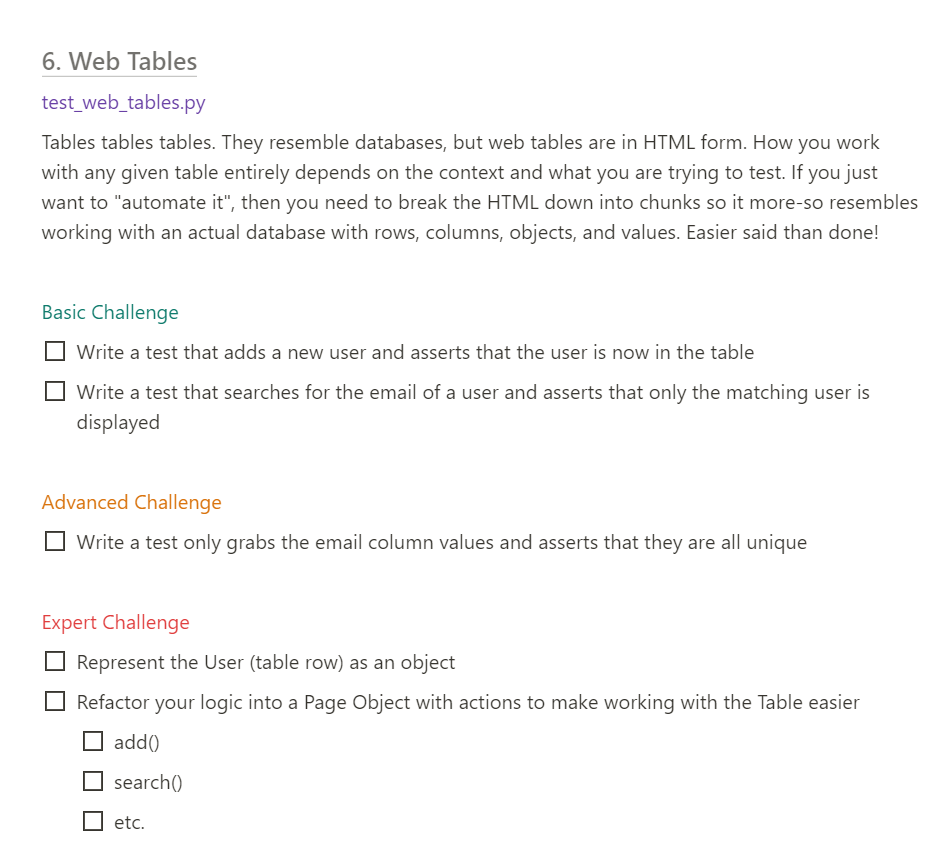 6. Web Tables
test_web_tables.py
Tables tables tables. They resemble databases, but web tables are in HTML form. How you work
with any given table entirely depends on the context and what you are trying to test. If you just
want to "automate it", then you need to break the HTML down into chunks so it more-so resembles
working with an actual database with rows, columns, objects, and values. Easier said than done!
Basic Challenge
Write a test that adds a new user and asserts that the user is now in the table
Write a test that searches for the email of a user and asserts that only the matching user is
displayed
Advanced Challenge
Write a test only grabs the email column values and asserts that they are all unique
Expert Challenge
Represent the User (table row) as an object
Refactor your logic into a Page Object with actions to make working with the Table easier
add()
search()
etc.